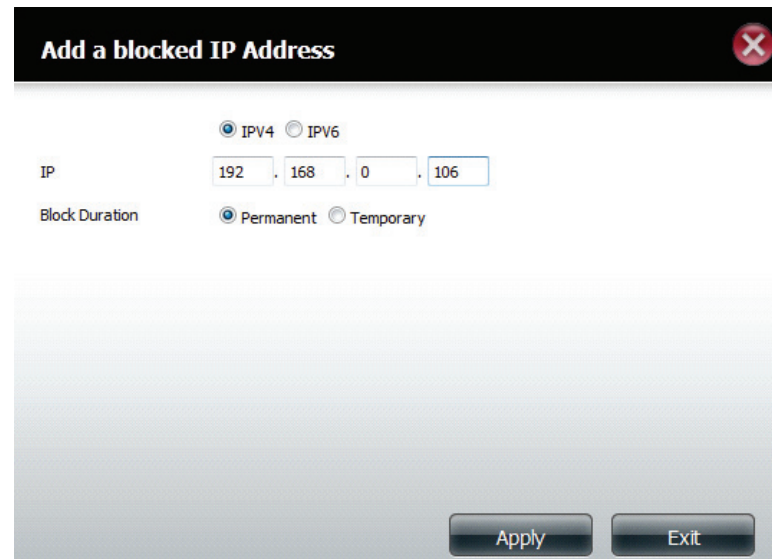 Add a blocked IP Address
IPV4 IPV6
IP 192 . 168 . 0 . 106
Block Duration Permanent Temporary
Apply Exit